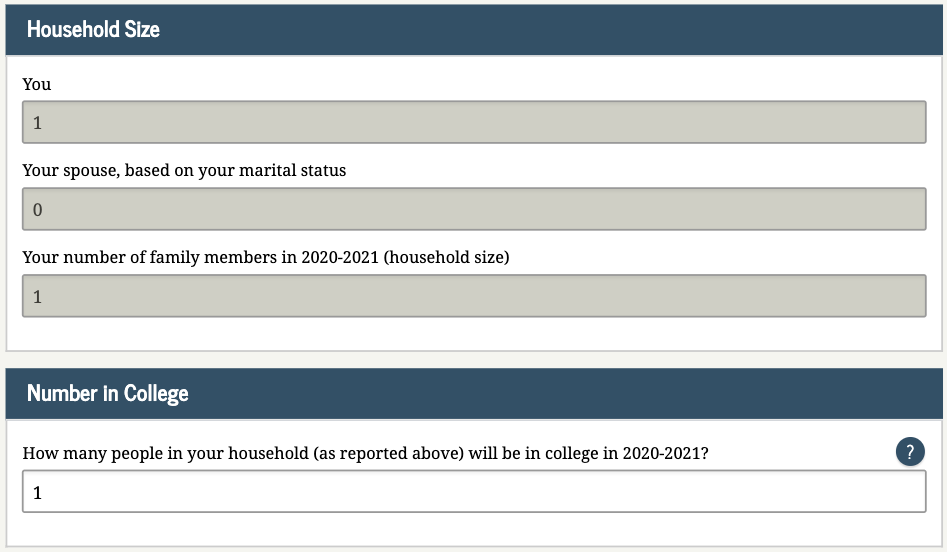 Household Size
You
1
Your spouse, based on your marital status
0
Your number of family members in 2020-2021 (household size)
1
Number in College
How many people in your household (as reported above) will be in college in 2020-2021?
?
1